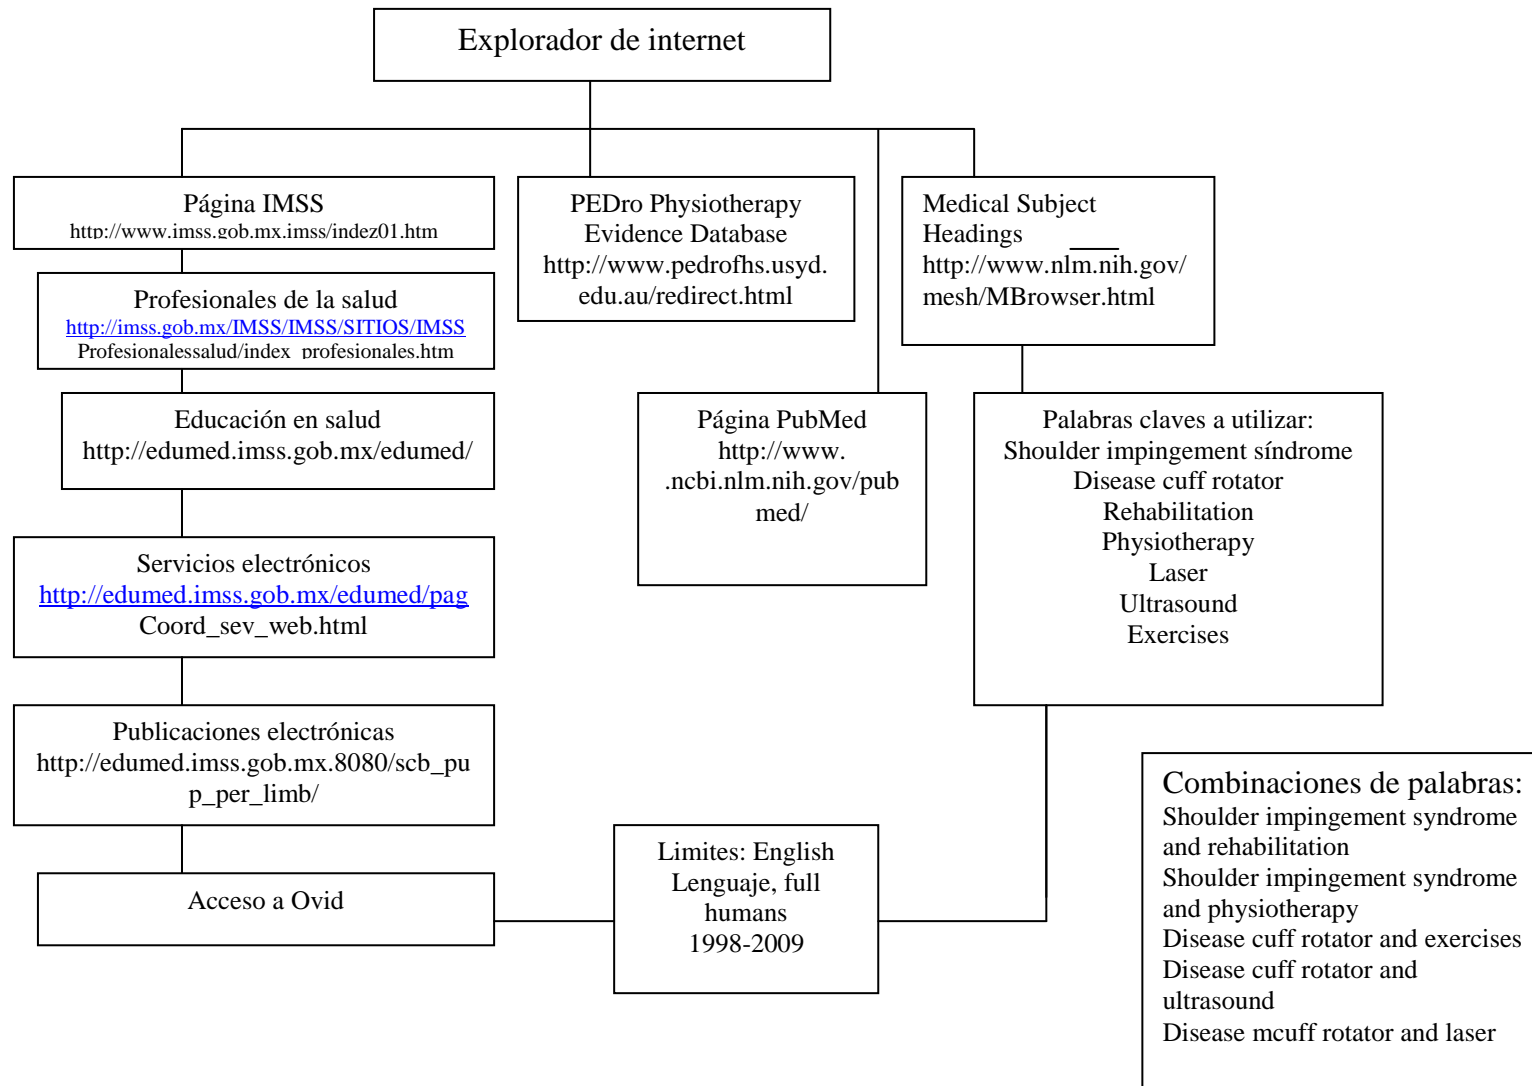 Explorador de internet
Página IMSS
http://www.imss.gob.mx.imss/indez01.htm
Profesionales de la salud
http://imss.gob.mx/IMSS/IMSS/SITIOS/IMSS
Profesionalessalud/index_profesionales.htm
Educación en salud
http://edumed.imss.gob.mx/edumed/
Servicios electrónicos
http://edumed.imss.gob.mx/edumed/pag
Coord_sev_web.html
Publicaciones electrónicas
http://edumed.imss.gob.mx.8080/scb_pu
p_per_limb/
Acceso a Ovid
PEDro Physiotherapy
Evidence Database
http://www.pedrofhs.usyd.
edu.au/redirect.html
Página PubMed
http://www.
.ncbi.nlm.nih.gov/pub
med/
Medical Subject
Headings
http://www.nlm.nih.gov/
mesh/MBrowser.html
Palabras claves a utilizar:
Shoulder impingement síndrome
Disease cuff rotator
Rehabilitation
Physiotherapy
Laser
Ultrasound
Exercises
Limites: English
Lenguaje, full
humans
1998-2009
Combinaciones de palabras:
Shoulder impingement syndrome
and rehabilitation
Shoulder impingement syndrome
and physiotherapy
Disease cuff rotator and exercises
Disease cuff rotator and
ultrasound
Disease mcuff rotator and laser